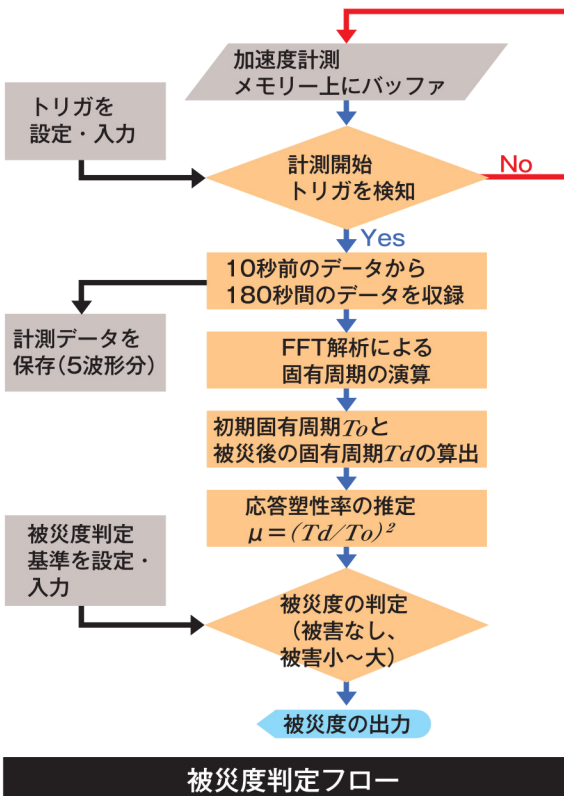 加速度計測
メモリー上にバッファ
トリガを
設定・入力
計測開始
トリガを検知
No
Yes
10秒前のデータから
180秒間のデータを収録
計測データを
保存（5波形分）
FFT解析による
固有周期の演算
初期固有周期Toと
被災後の固有周期Tdの算出
応答塑性率の推定
μ＝(Td/To)²
被災度判定
基準を設定・
入力
被災度の判定
（被害なし、
被害小〜大）
被災度の出力
被災度判定フロー